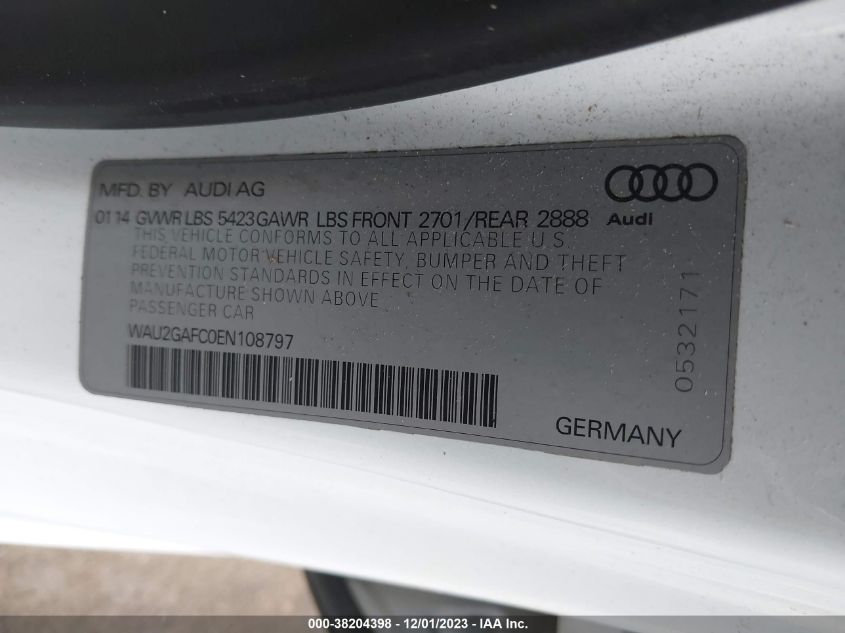 MFD. BY AUDI AG
0114 GVWR LBS 5423 GAWR LBS FRONT 2701/REAR 2888
Audi
THIS VEHICLE CONFORMS TO ALL APPLICABLE U.S.
FEDERAL MOTOR VEHICLE SAFETY, BUMPER AND THEFT
PREVENTION STANDARDS IN EFFECT ON THE DATE OF
MANUFACTURE SHOWN ABOVE
PASSENGER CAR
WAU2GAFC0EN108797
0532171
GERMANY
000-38204398 - 12/01/2023 - IAA Inc.